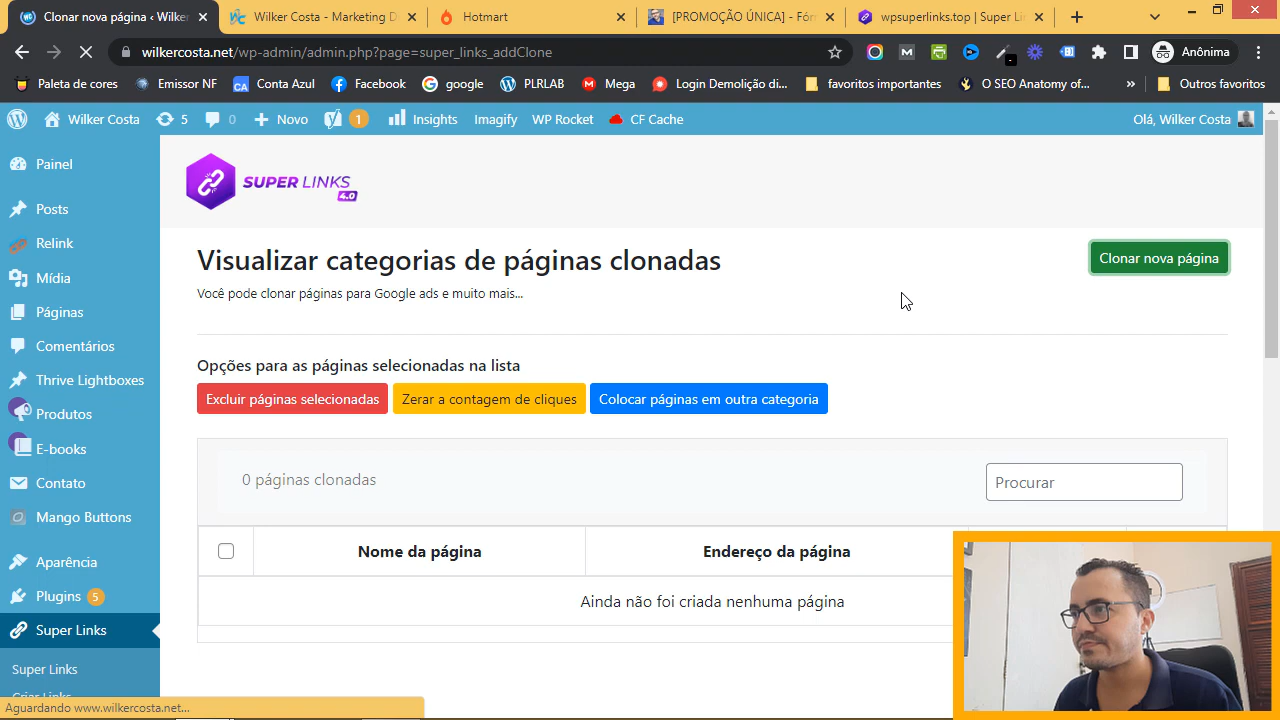 Clonar nova página ‹ Wilker
Wilker Costa - Marketing D
Hotmart
[PROMOÇÃO ÚNICA] - Fór
wpsuperlinks.top | Super Lin
wilkercosta.net/wp-admin/admin.php?page=super_links_addClone
Anônima
Paleta de cores
Emissor NF
Conta Azul
Facebook
google
PLRLAB
Mega
Login Demolição di...
favoritos importantes
O SEO Anatomy of...
»
Outros favoritos
Wilker Costa
5
0
Novo
1
Insights
Imagify
WP Rocket
CF Cache
Olá, Wilker Costa
Painel
Posts
Relink
Mídia
Páginas
Comentários
Thrive Lightboxes
Produtos
E-books
Contato
Mango Buttons
Aparência
Plugins 5
Super Links
Super Links
Criar Links
SUPER LINKS
4.0
Visualizar categorias de páginas clonadas
Clonar nova página
Você pode clonar páginas para Google ads e muito mais...
Opções para as páginas selecionadas na lista
Excluir páginas selecionadas
Zerar a contagem de cliques
Colocar páginas em outra categoria
0 páginas clonadas
Procurar
Nome da página
Endereço da página
Ainda não foi criada nenhuma página
Aguardando www.wilkercosta.net...